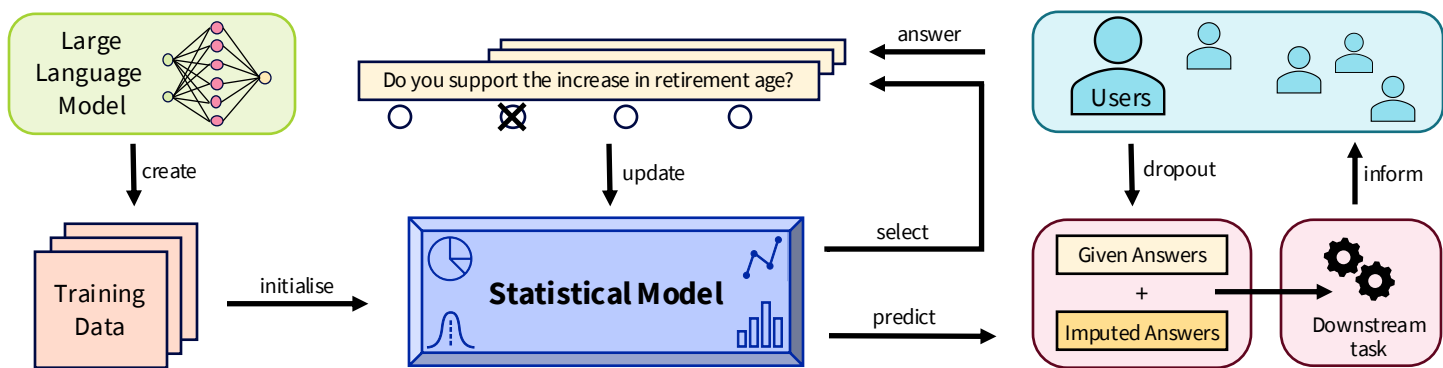 Large
Language
Model
create
Training
Data
initialise
Do you support the increase in retirement age?
update
Statistical Model
answer
select
predict
Users
dropout
inform
Given Answers
+
Imputed Answers
Downstream
task